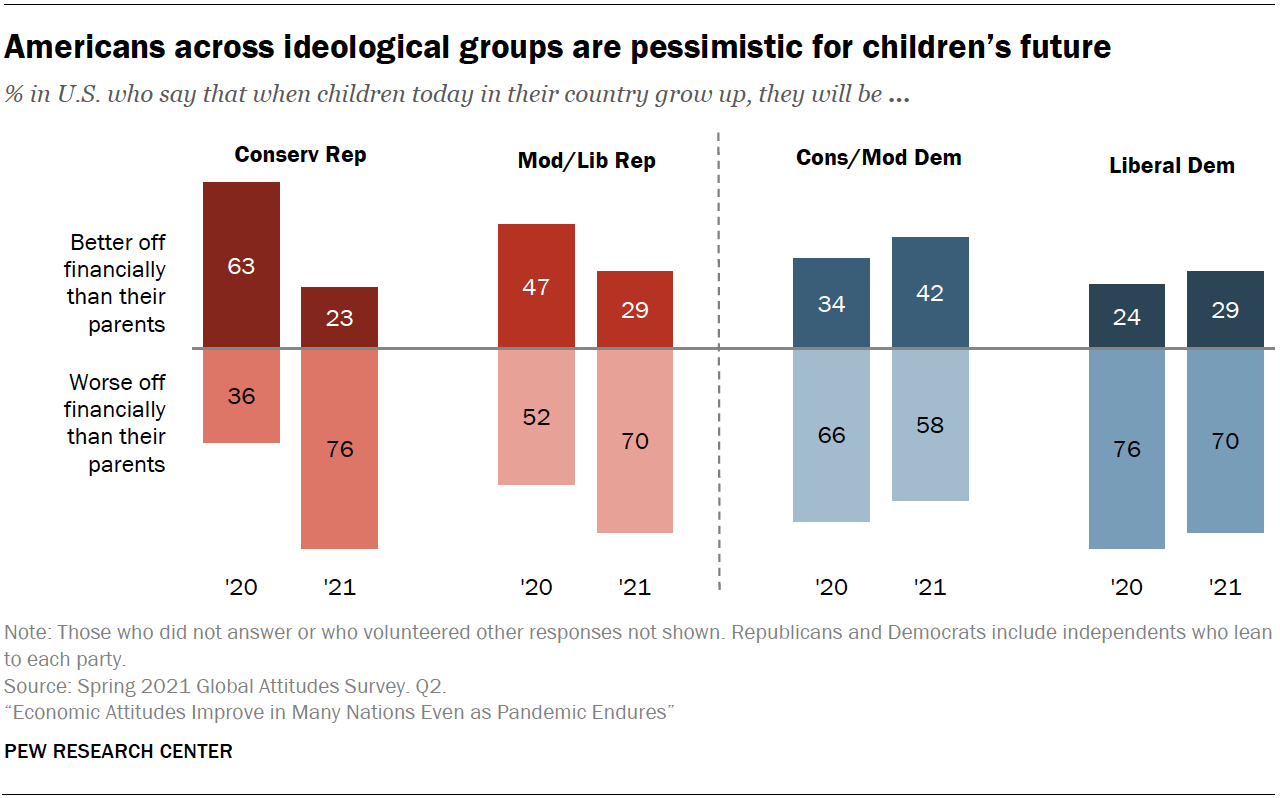 Americans across ideological groups are pessimistic for children’s future
% in U.S. who say that when children today in their country grow up, they will be ...
Conserv Rep
Mod/Lib Rep
Cons/Mod Dem
Liberal Dem
Better off
financially
than their
parents
63
23
47
29
34
42
24
29
Worse off
financially
than their
parents
36
76
52
70
66
58
76
70
'20
'21
'20
'21
'20
'21
'20
'21
Note: Those who did not answer or who volunteered other responses not shown. Republicans and Democrats include independents who lean
to each party.
Source: Spring 2021 Global Attitudes Survey. Q2.
“Economic Attitudes Improve in Many Nations Even as Pandemic Endures”
PEW RESEARCH CENTER